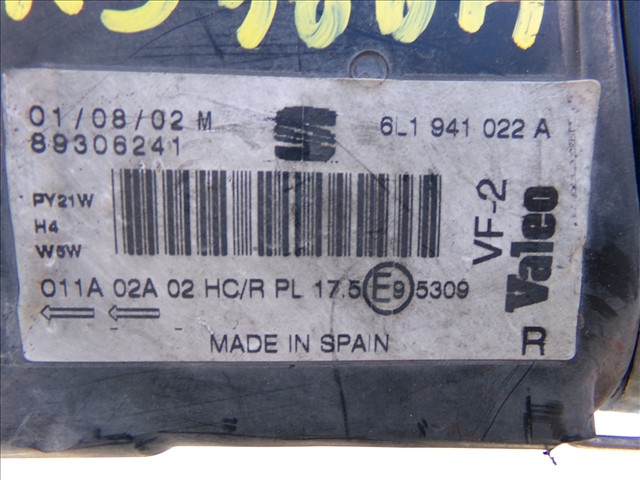 01/08/02 M
6L1 941 022 A
89306241
PY21W
H4
W5W
VF-2
Valeo
011A 02A 02 HC/R PL 17.5 E9 5309
MADE IN SPAIN
R